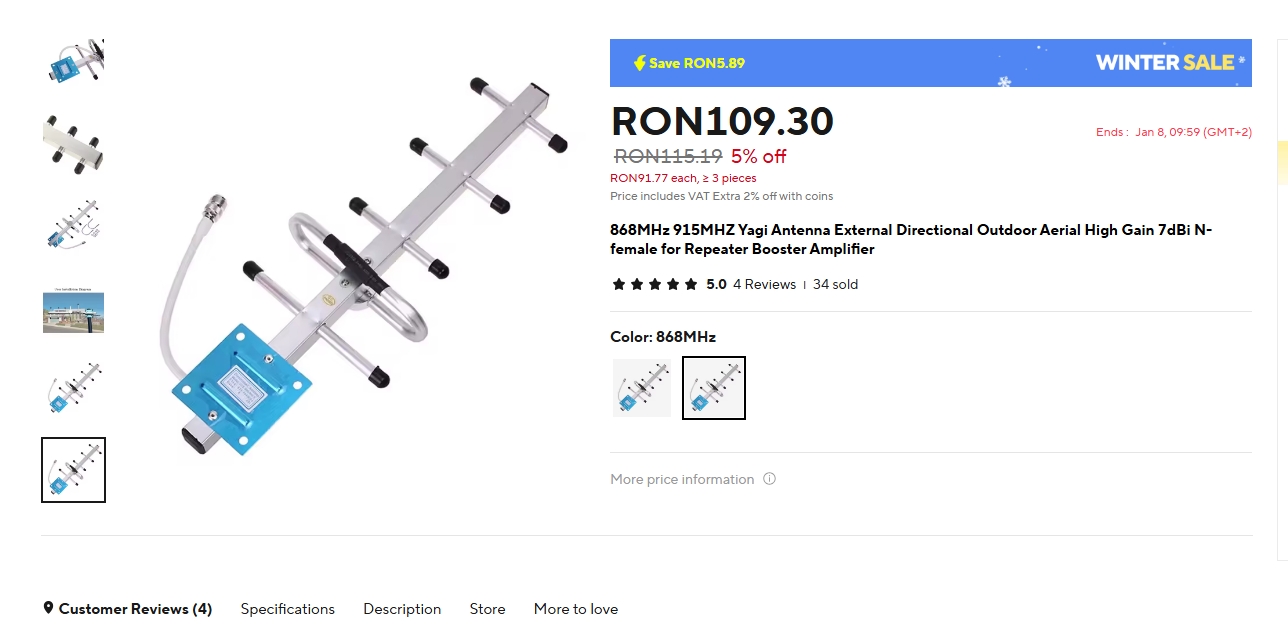 Save RON5.89
WINTER SALE
RON109.30
Ends : Jan 8, 09:59 (GMT+2)
RON115.19 5% off
RON91.77 each, ≥ 3 pieces
Price includes VAT Extra 2% off with coins
868MHz 915MHZ Yagi Antenna External Directional Outdoor Aerial High Gain 7dBi N-
female for Repeater Booster Amplifier
5.0 4 Reviews 34 sold
Color: 868MHz
More price information
Customer Reviews (4) Specifications Description Store More to love